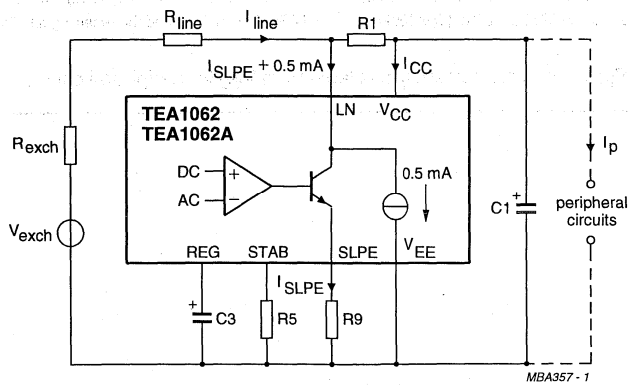 Rline
Iline
R1
ISLPE + 0.5 mA
ICC
LN
VCC
TEA1062
TEA1062A
Rexch
Ip
DC
+
AC
−
0.5 mA
+
C1
peripheral
circuits
Vexch
VEE
REG
STAB
SLPE
ISLPE
+
C3
R5
R9
MBA357 - 1